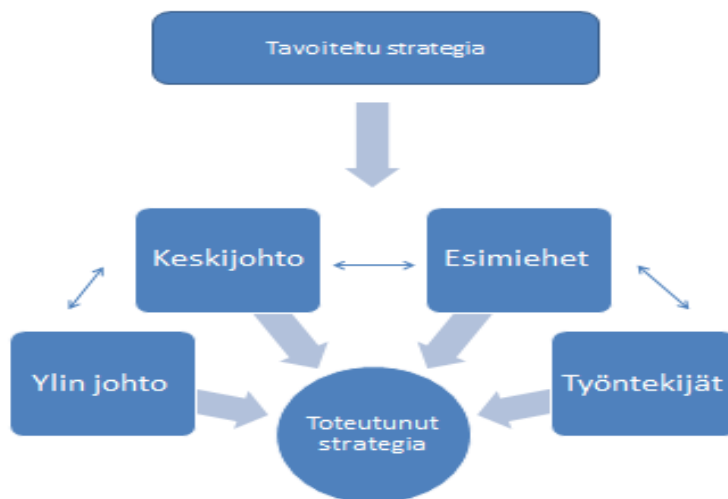 Tavoiteltu strategia
Keskijohto
Esimiehet
Ylin johto
Työntekijät
Toteutunut
strategia